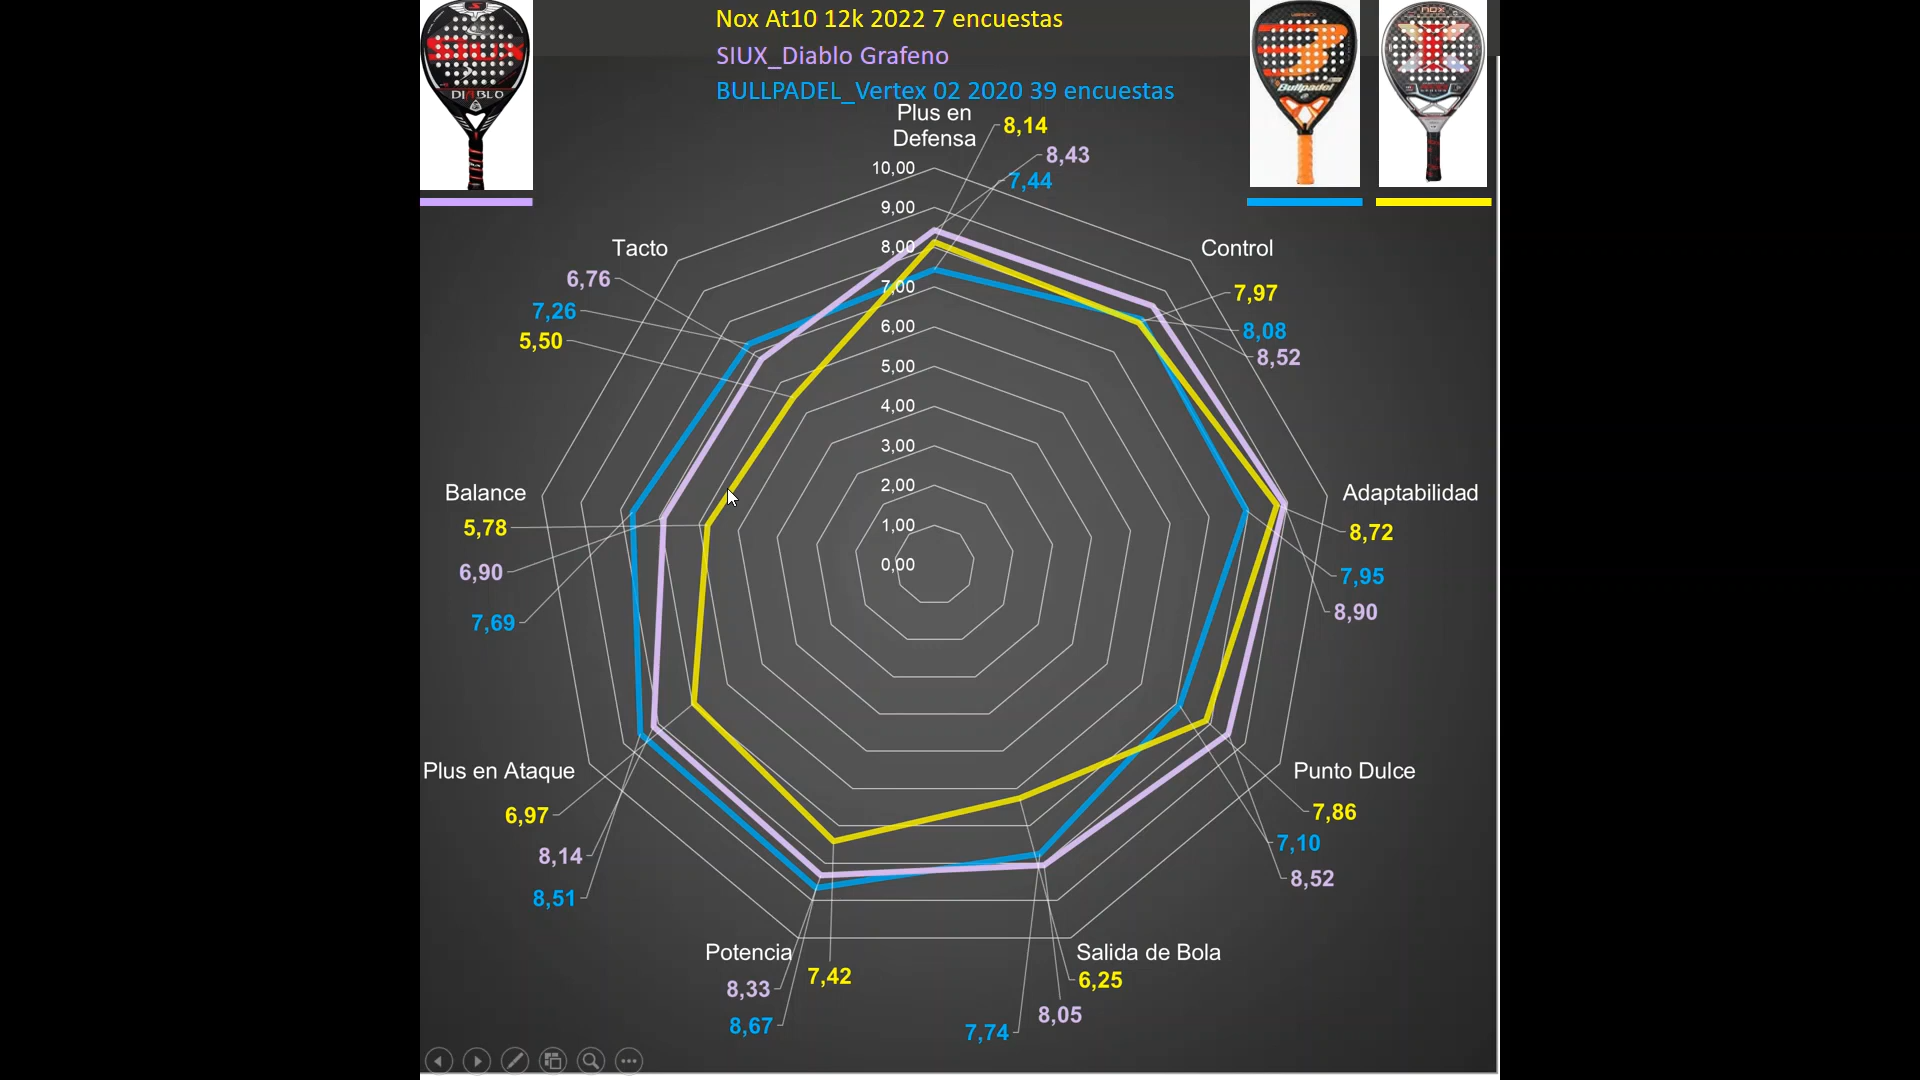 Nox At10 12k 2022 7 encuestas
SIUX_Diablo Grafeno
BULLPADEL_Vertex 02 2020 39 encuestas
SIUX
DIABLO
Bullpadel
nox
Plus en
Defensa
8,14
8,43
7,44
10,00
9,00
8,00
7,00
6,00
5,00
4,00
3,00
2,00
1,00
0,00
Control
7,97
8,08
8,52
Adaptabilidad
8,72
7,95
8,90
Punto Dulce
7,86
7,10
8,52
Salida de Bola
6,25
8,05
7,74
Potencia
7,42
8,33
8,67
Plus en Ataque
6,97
8,14
8,51
Balance
5,78
6,90
7,69
Tacto
6,76
7,26
5,50